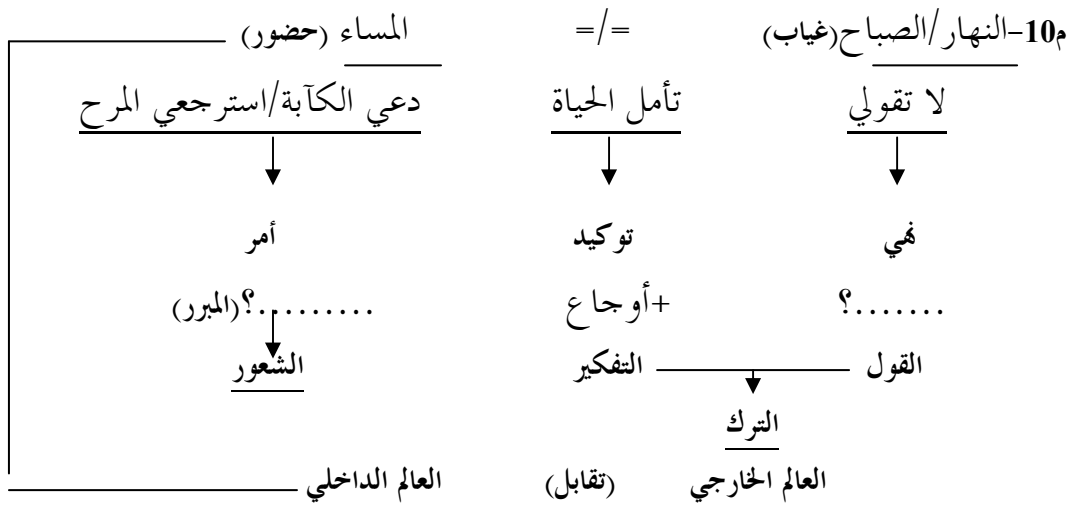 م10-النهار/الصباح(غياب) =/= المساء (حضور)
لا تقولي تأمل الحياة دعي الكآبة/استرجعي المرح
نهي توكيد أمر
.......؟ +أوجاع .........؟(المبرر)
القول التفكير الشعور
الترك
العالم الخارجي (تقابل) العالم الداخلي